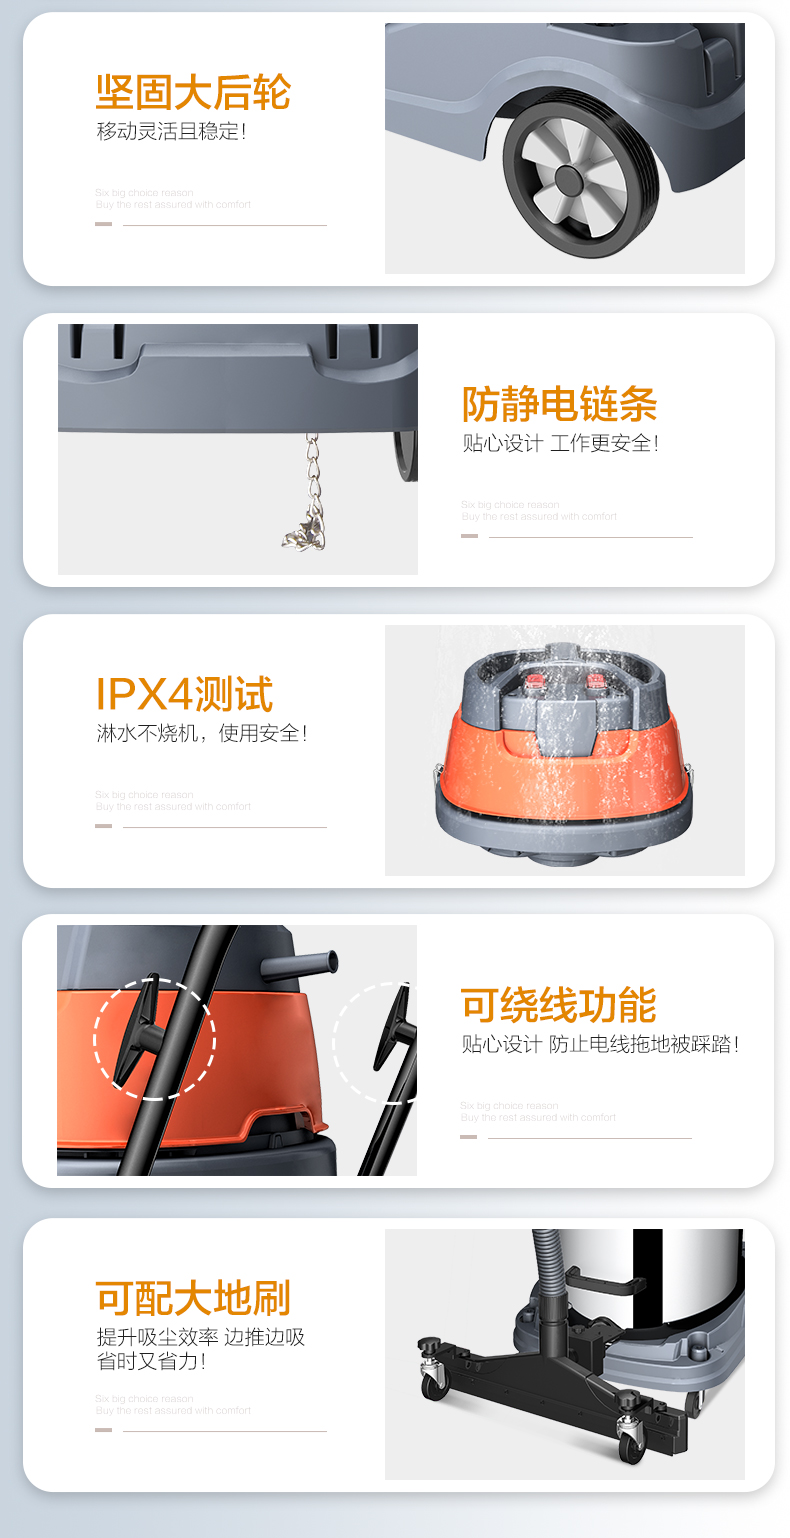 坚固大后轮
移动灵活且稳定！
Six big choice reason
Buy the rest assured with comfort
防静电链条
贴心设计 工作更安全！
Six big choice reason
Buy the rest assured with comfort
IPX4测试
淋水不烧机，使用安全！
Six big choice reason
Buy the rest assured with comfort
可绕线功能
贴心设计 防止电线拖地被踩踏！
Six big choice reason
Buy the rest assured with comfort
可配大地刷
提升吸尘效率 边推边吸
省时又省力！
Six big choice reason
Buy the rest assured with comfort